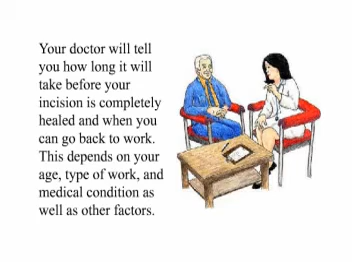 Your doctor will tell
you how long it will
take before your
incision is completely
healed and when you
can go back to work.
This depends on your
age, type of work, and
medical condition as
well as other factors.